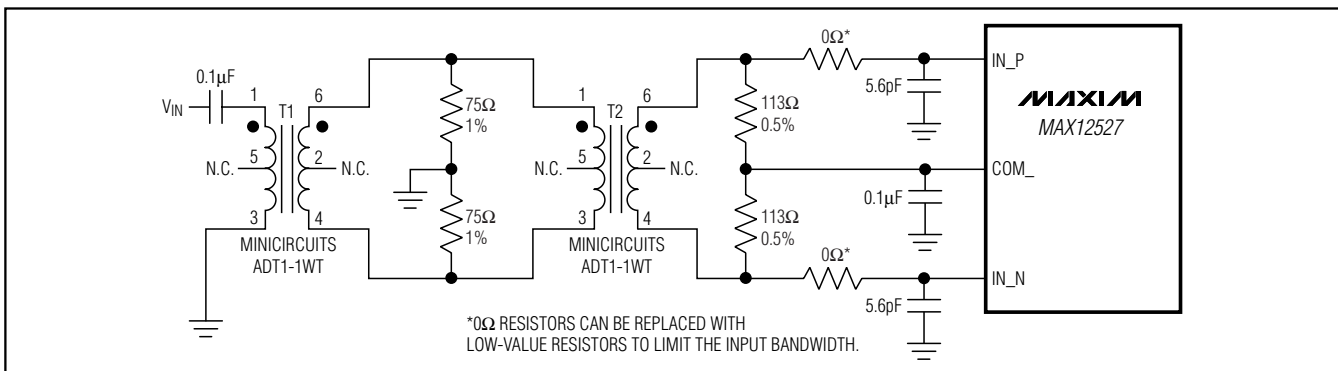 0.1μF
VIN
1
T1
6
5
N.C.
2
N.C.
3
4
MINICIRCUITS
ADT1-1WT
75Ω
1%
75Ω
1%
1
T2
6
5
N.C.
2
N.C.
3
4
MINICIRCUITS
ADT1-1WT
0Ω*
113Ω
0.5%
113Ω
0.5%
0Ω*
5.6pF
0.1μF
5.6pF
IN_P
MAXIM
MAX12527
COM_
IN_N
*0Ω RESISTORS CAN BE REPLACED WITH
LOW-VALUE RESISTORS TO LIMIT THE INPUT BANDWIDTH.